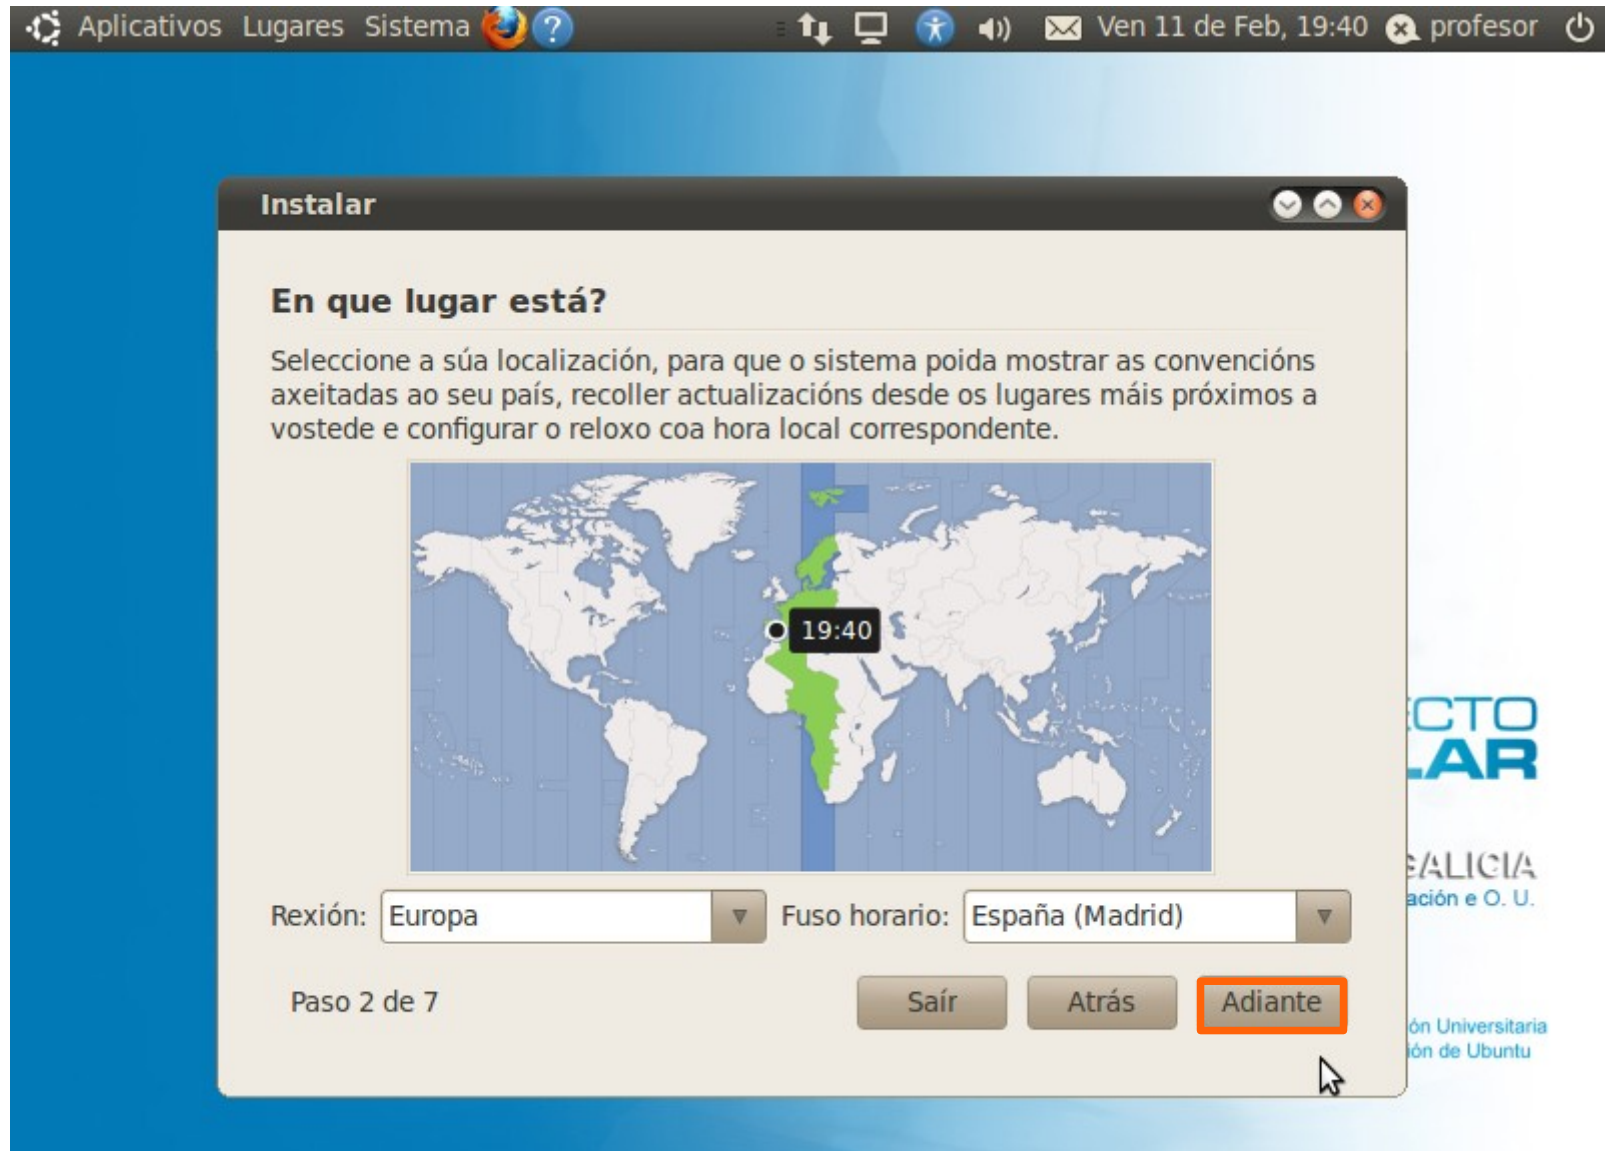 Aplicativos Lugares Sistema ? Ven 11 de Feb, 19:40 profesor
Instalar
En que lugar está?
Seleccione a súa localización, para que o sistema poida mostrar as convencións
axeitadas ao seu país, recoller actualizacións desde os lugares máis próximos a
vostede e configurar o reloxo coa hora local correspondente.
19:40
ECTO
LAR
GALICIA
ación e O. U.
Rexión: Europa Fuso horario: España (Madrid)
Paso 2 de 7 Saír Atrás Adiante
ón Universitaria
ión de Ubuntu